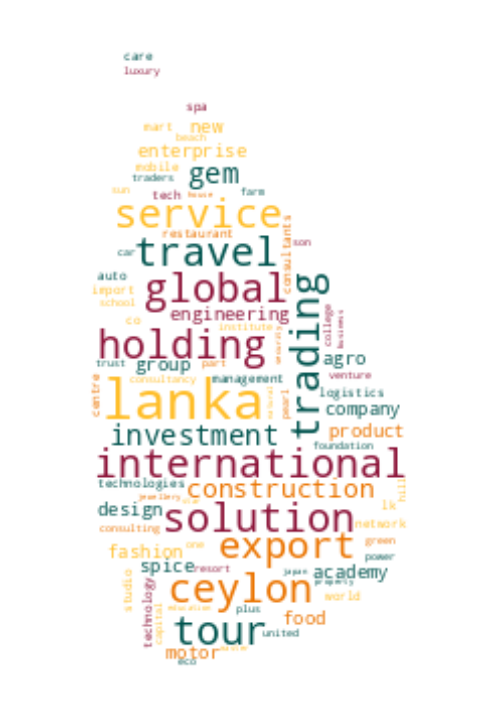 care
luxury
spa
mart new
beach
enterprise
mobile
traders gem
sun tech house farm
service
restaurant consultants son
car travel
auto global
import
school engineering trading college business
co institute security
holding
trust group part agro
centre consultancy management venture
lanka pearl logistics
company
investment product
foundation
international
technologies construction hill
jewellery
design solution lk
consulting network
fashion one export green
spice resort power
japan academy
studio technology ceylon property
world
capital education plus food
tour united
motor
eco